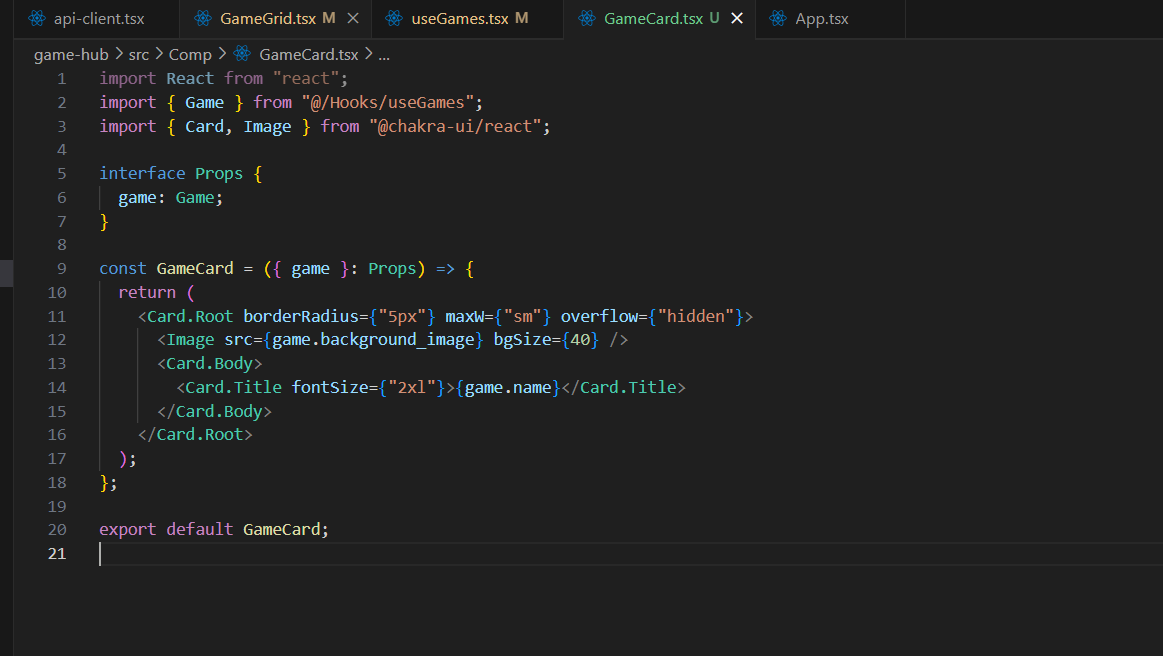 api-client.tsx GameGrid.tsx M useGames.tsx M GameCard.tsx U App.tsx
game-hub > src > Comp > GameCard.tsx > ...
1 import React from "react";
2 import { Game } from "@/Hooks/useGames";
3 import { Card, Image } from "@chakra-ui/react";
4
5 interface Props {
6 game: Game;
7 }
8
9 const GameCard = ({ game }: Props) => {
10 return (
11 <Card.Root borderRadius={"5px"} maxW={"sm"} overflow={"hidden"}>
12 <Image src={game.background_image} bgSize={40} />
13 <Card.Body>
14 <Card.Title fontSize={"2xl"}>{game.name}</Card.Title>
15 </Card.Body>
16 </Card.Root>
17 );
18 };
19
20 export default GameCard;
21